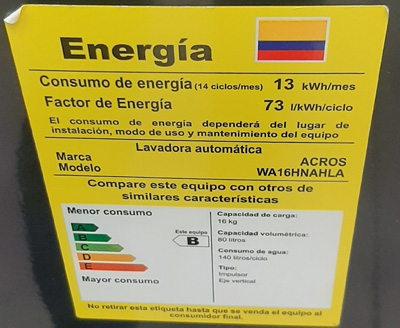 Energía
Consumo de energía (14 ciclos/mes) 13 kWh/mes
Factor de Energía 73 l/kWh/ciclo
El consumo de energía dependerá del lugar de
instalación, modo de uso y mantenimiento del equipo
Lavadora automática
Marca ACROS
Modelo WA16HNAHLA
Compare este equipo con otros de
similares características
Menor consumo
A
B
C
D
E
Mayor consumo
Este equipo
B
Capacidad de carga:
16 kg
Capacidad volumétrica:
80 litros
Consumo de agua:
140 litros/ciclo
Tipo:
Impulsor
Eje vertical
No retirar esta etiqueta hasta que se venda el equipo al
consumidor final.